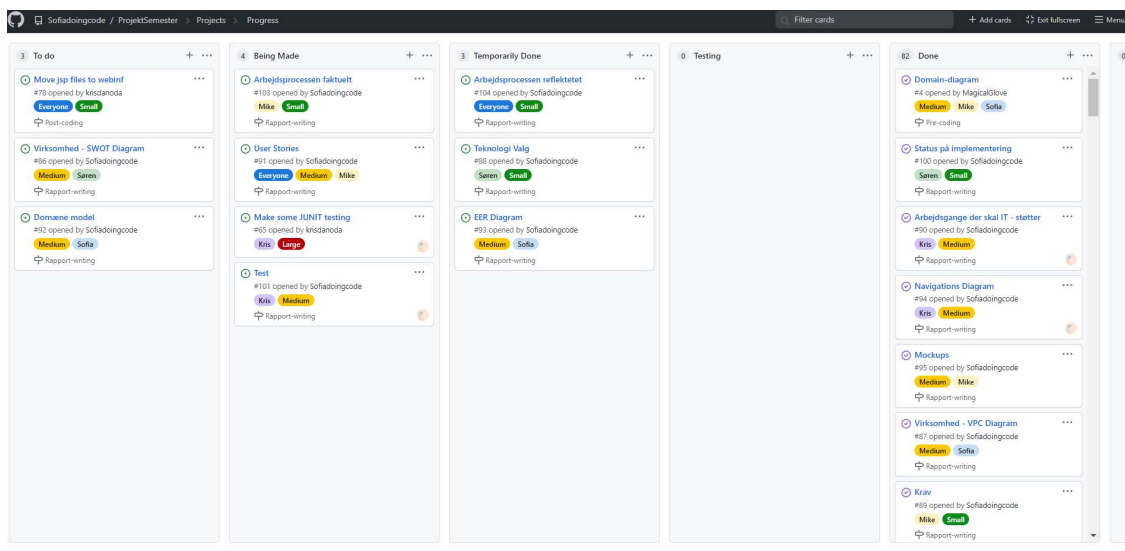 Sofiadoingcode / ProjektSemester > Projects > Progress
Filter cards
+ Add cards
Exit fullscreen
Menu
3 To do
Move jsp files to webinf
#78 opened by krisdanoda
Everyone Small
Post-coding
Virksomhed - SWOT Diagram
#86 opened by Sofiadoingcode
Medium Søren
Rapport-writing
Domæne model
#92 opened by Sofiadoingcode
Medium Sofia
Rapport-writing
4 Being Made
Arbejdsprocessen faktuelt
#103 opened by Sofiadoingcode
Mike Small
Rapport-writing
User Stories
#91 opened by Sofiadoingcode
Everyone Medium Mike
Rapport-writing
Make some JUNIT testing
#65 opened by krisdanoda
Kris Large
Test
#101 opened by Sofiadoingcode
Kris Medium
Rapport-writing
3 Temporarily Done
Arbejdsprocessen reflektetet
#104 opened by Sofiadoingcode
Everyone Small
Rapport-writing
Teknologi Valg
#88 opened by Sofiadoingcode
Søren Small
Rapport-writing
EER Diagram
#93 opened by Sofiadoingcode
Medium Sofia
Rapport-writing
0 Testing
82 Done
Domain-diagram
#4 opened by MagicalGlove
Medium Mike Sofia
Pre-coding
Status på implementering
#100 opened by Sofiadoingcode
Søren Small
Rapport-writing
Arbejdsgange der skal IT - støtter
#90 opened by Sofiadoingcode
Kris Medium
Rapport-writing
Navigations Diagram
#94 opened by Sofiadoingcode
Kris Medium
Rapport-writing
Mockups
#95 opened by Sofiadoingcode
Medium Mike
Rapport-writing
Virksomhed - VPC Diagram
#87 opened by Sofiadoingcode
Medium Sofia
Rapport-writing
Krav
#89 opened by Sofiadoingcode
Mike Small
Rapport-writing
0